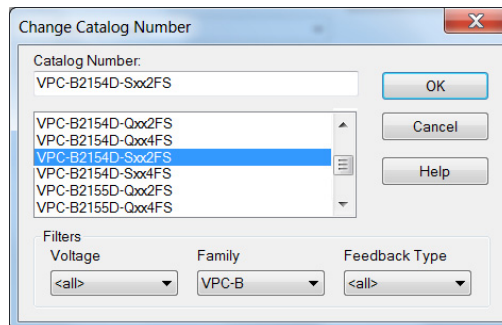 Change Catalog Number
Catalog Number:
VPC-B2154D-Sxx2FS
OK
VPC-B2154D-Qxx2FS
VPC-B2154D-Qxx4FS
VPC-B2154D-Sxx2FS
VPC-B2154D-Sxx4FS
VPC-B2155D-Qxx2FS
VPC-B2155D-Qxx4FS
Cancel
Help
Filters
Voltage Family Feedback Type
<all> VPC-B <all>